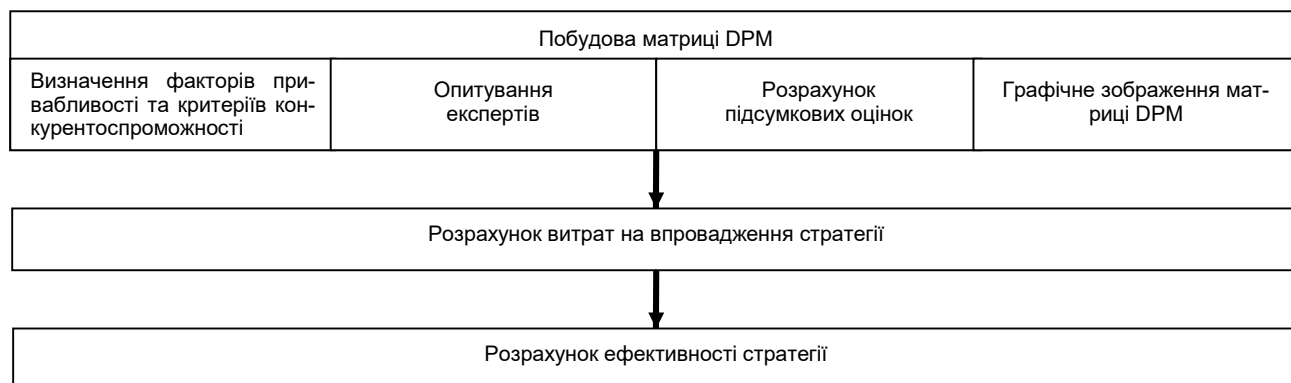 Побудова матриці DPM
Визначення факторів при-
вабливості та критеріїв кон-
курентоспроможності
Опитування
експертів
Розрахунок
підсумкових оцінок
Графічне зображення мат-
риці DPM
Розрахунок витрат на впровадження стратегії
Розрахунок ефективності стратегії